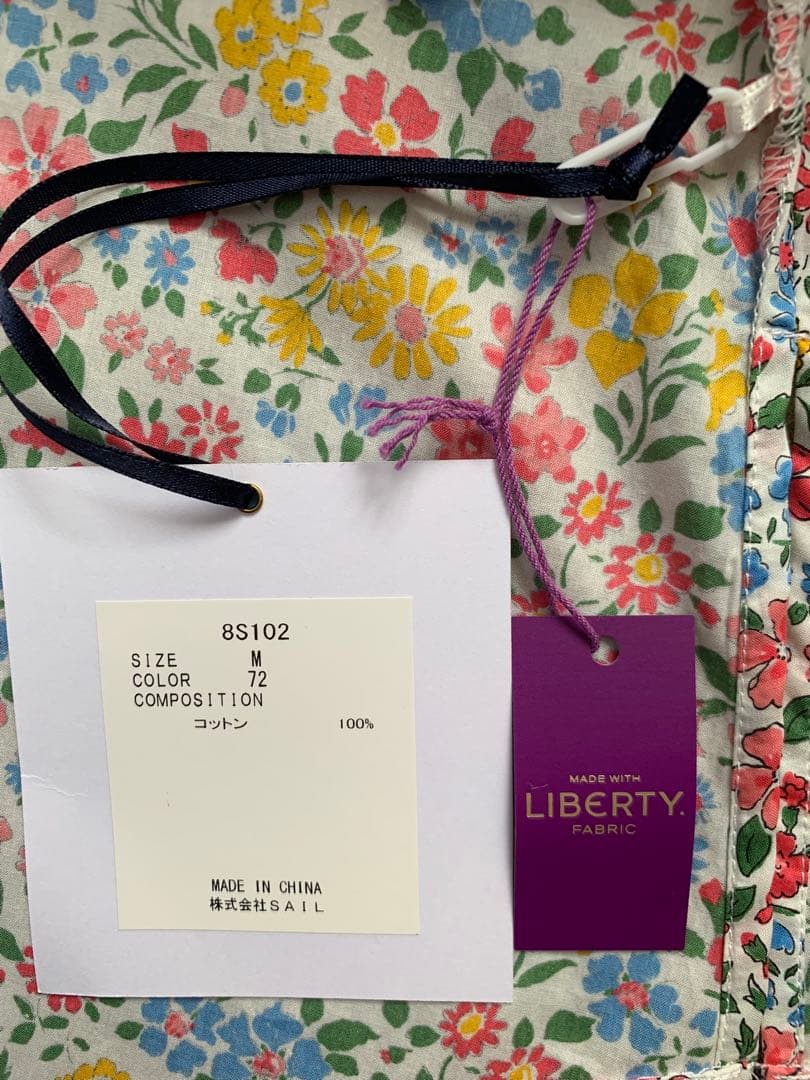 8S102
SIZE M
COLOR 72
COMPOSITION
コットン 100%
MADE IN CHINA
株式会社SAIL
MADE WITH
LIBERTY.
FABRIC